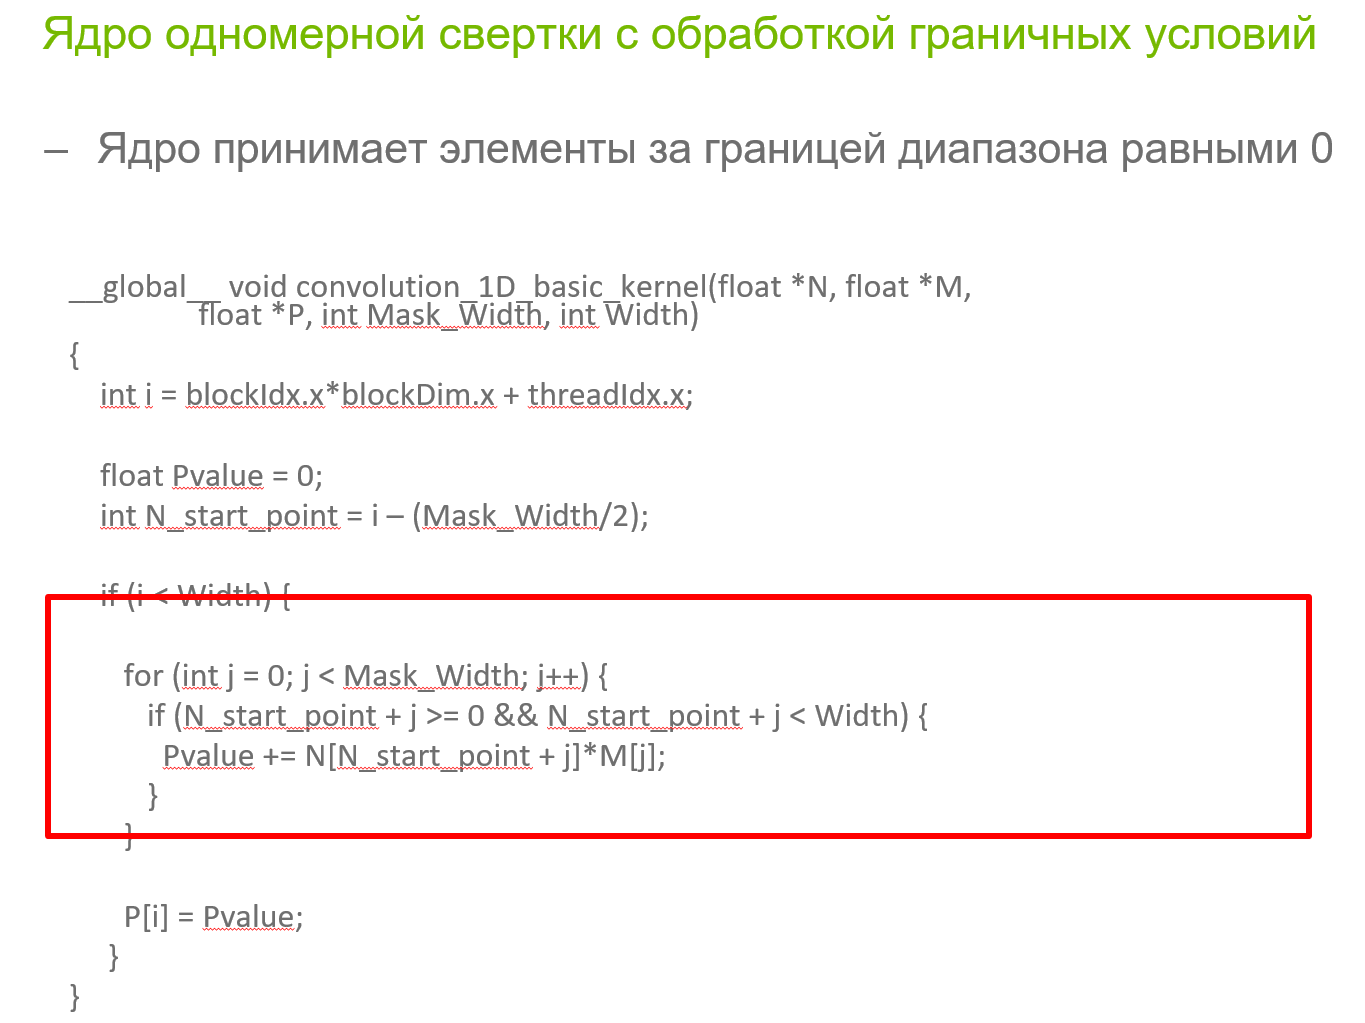 Ядро одномерной свертки с обработкой граничных условий
– Ядро принимает элементы за границей диапазона равными 0
__global__ void convolution_1D_basic_kernel(float *N, float *M,
float *P, int Mask_Width, int Width)
{
int i = blockIdx.x*blockDim.x + threadIdx.x;
float Pvalue = 0;
int N_start_point = i – (Mask_Width/2);
if (i < Width) {
for (int j = 0; j < Mask_Width; j++) {
if (N_start_point + j >= 0 && N_start_point + j < Width) {
Pvalue += N[N_start_point + j]*M[j];
}
}
P[i] = Pvalue;
}
}